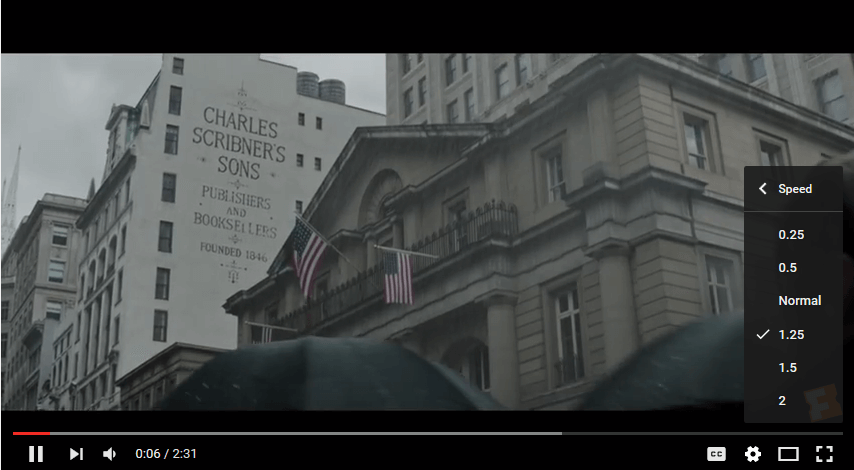 CHARLES
SCRIBNER'S
SONS
PUBLISHERS
AND
BOOKSELLERS
FOUNDED 1846
Speed
0.25
0.5
Normal
1.25
1.5
2
0:06 / 2:31
CC